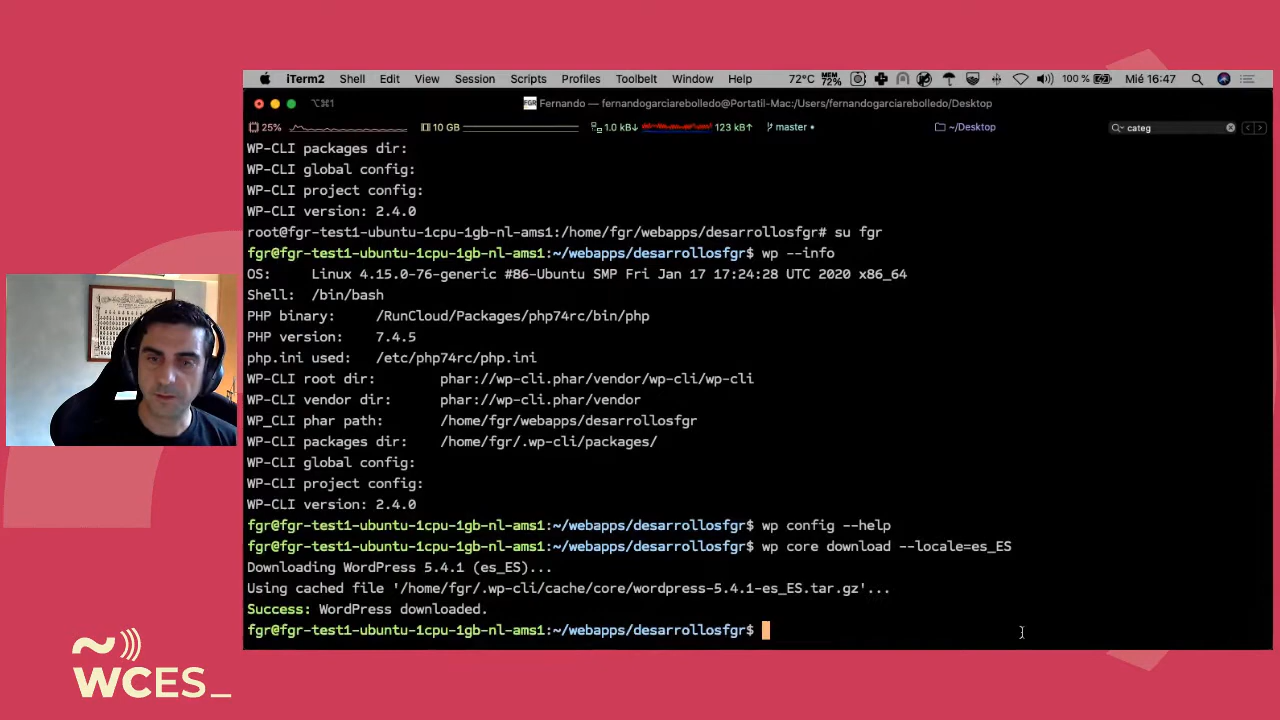 iTerm2 Shell Edit View Session Scripts Profiles Toolbelt Window Help 72°C MEM 72% 100 % Mié 16:47
⌥⌘1 FGR Fernando — fernandogarciarebolledo@Portatil-Mac:/Users/fernandogarciarebolledo/Desktop
25% 10 GB 1.0 kB↓ 123 kB↑ master ~/Desktop categ
WP-CLI packages dir:
WP-CLI global config:
WP-CLI project config:
WP-CLI version: 2.4.0
root@fgr-test1-ubuntu-1cpu-1gb-nl-ams1:/home/fgr/webapps/desarrollosfgr# su fgr
fgr@fgr-test1-ubuntu-1cpu-1gb-nl-ams1:~/webapps/desarrollosfgr$ wp --info
OS: Linux 4.15.0-76-generic #86-Ubuntu SMP Fri Jan 17 17:24:28 UTC 2020 x86_64
Shell: /bin/bash
PHP binary: /RunCloud/Packages/php74rc/bin/php
PHP version: 7.4.5
php.ini used: /etc/php74rc/php.ini
WP-CLI root dir: phar://wp-cli.phar/vendor/wp-cli/wp-cli
WP-CLI vendor dir: phar://wp-cli.phar/vendor
WP_CLI phar path: /home/fgr/webapps/desarrollosfgr
WP-CLI packages dir: /home/fgr/.wp-cli/packages/
WP-CLI global config:
WP-CLI project config:
WP-CLI version: 2.4.0
fgr@fgr-test1-ubuntu-1cpu-1gb-nl-ams1:~/webapps/desarrollosfgr$ wp config --help
fgr@fgr-test1-ubuntu-1cpu-1gb-nl-ams1:~/webapps/desarrollosfgr$ wp core download --locale=es_ES
Downloading WordPress 5.4.1 (es_ES)...
Using cached file '/home/fgr/.wp-cli/cache/core/wordpress-5.4.1-es_ES.tar.gz'...
Success: WordPress downloaded.
fgr@fgr-test1-ubuntu-1cpu-1gb-nl-ams1:~/webapps/desarrollosfgr$
WCES_